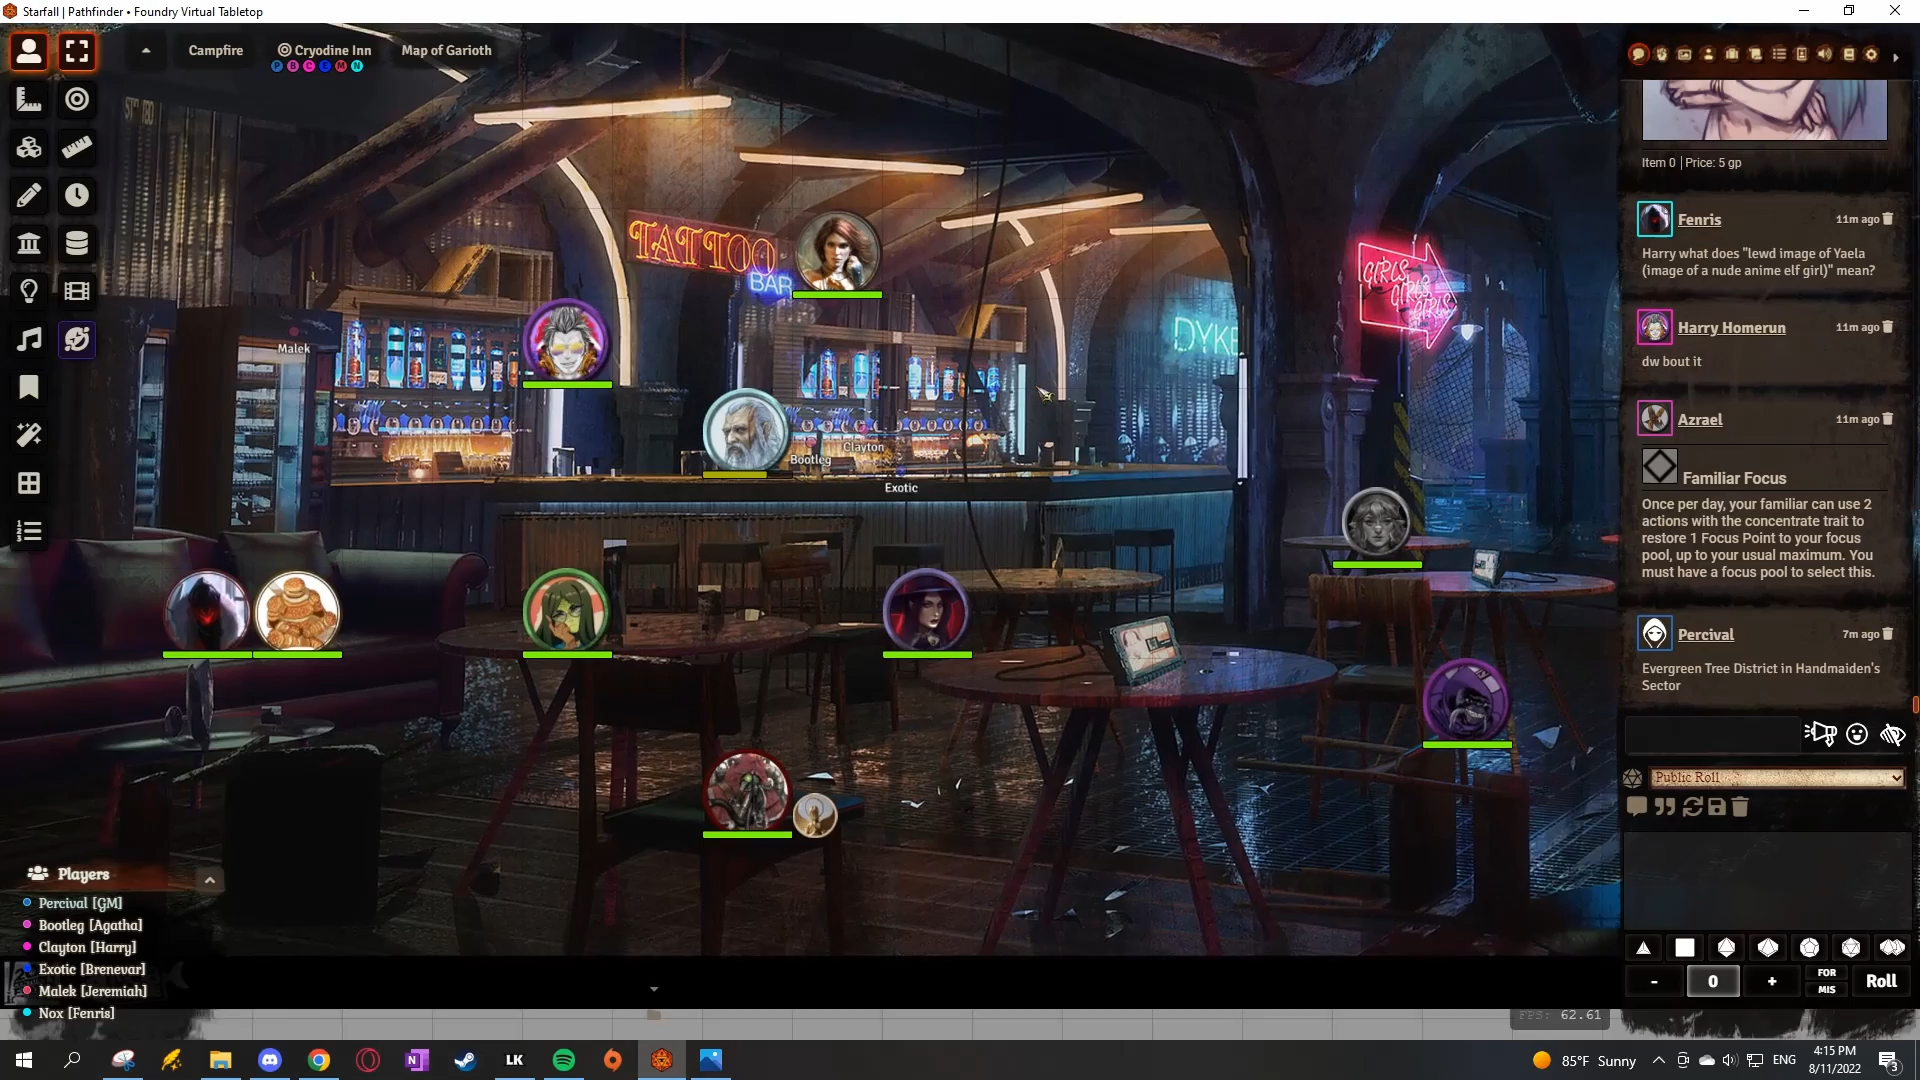 Starfall | Pathfinder • Foundry Virtual Tabletop
Campfire
Cryodine Inn
Map of Garioth
P B C E M N
TATTOO
BAR
GIRLS
GIRLS
GIRLS
DYKE
Malek
Clayton
Bootleg
Exotic
Item 0 | Price: 5 gp
Fenris
11m ago
Harry what does "lewd image of Yaela
(image of a nude anime elf girl)" mean?
Harry Homerun
11m ago
dw bout it
Azrael
11m ago
Familiar Focus
Once per day, your familiar can use 2
actions with the concentrate trait to
restore 1 Focus Point to your focus
pool, up to your usual maximum. You
must have a focus pool to select this.
Percival
7m ago
Evergreen Tree District in Handmaiden's
Sector
Public Roll
- 0 +
FOR
MIS
Roll
Players
Percival [GM]
Bootleg [Agatha]
Clayton [Harry]
Exotic [Brenevar]
Malek [Jeremiah]
Nox [Fenris]
FPS: 62.61
N
LK
85°F Sunny
ENG
4:15 PM
8/11/2022
3